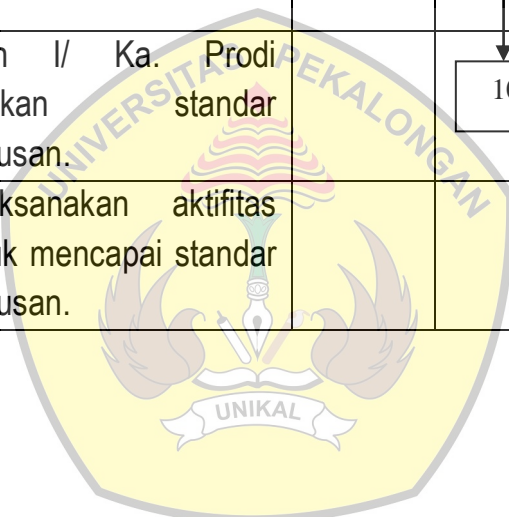 n I/ Ka. Prodi
kan standar
usan.
ksanakan aktifitas
k mencapai standar
usan.
UNIVERSITAS PEKALONGAN
UNIKAL